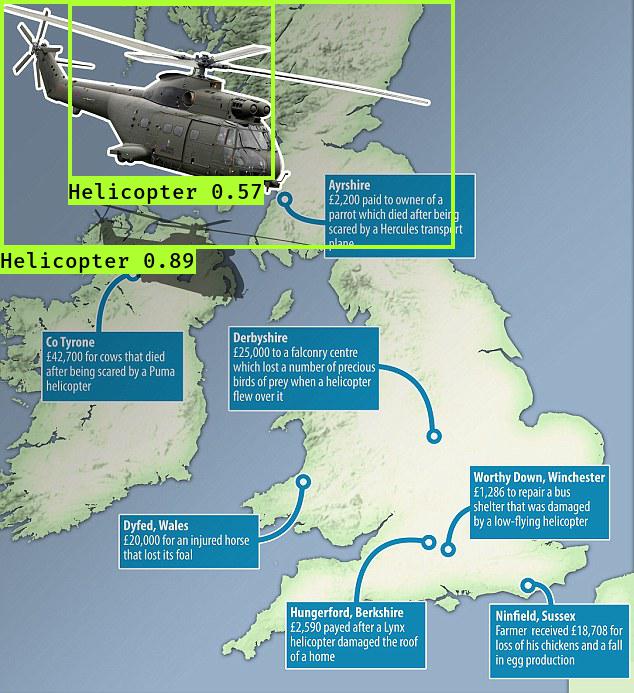 Helicopter 0.57
Ayrshire
£2,200 paid to owner of a
parrot which died after being
scared by a Hercules transport
plane
Helicopter 0.89
Co Tyrone
£42,700 for cows that died
after being scared by a Puma
helicopter
Derbyshire
£25,000 to a falconry centre
which lost a number of precious
birds of prey when a helicopter
flew over it
Worthy Down, Winchester
£1,286 to repair a bus
shelter that was damaged
by a low-flying helicopter
Dyfed, Wales
£20,000 for an injured horse
that lost its foal
Hungerford, Berkshire
£2,590 payed after a Lynx
helicopter damaged the roof
of a home
Ninfield, Sussex
Farmer received £18,708 for
loss of his chickens and a fall
in egg production